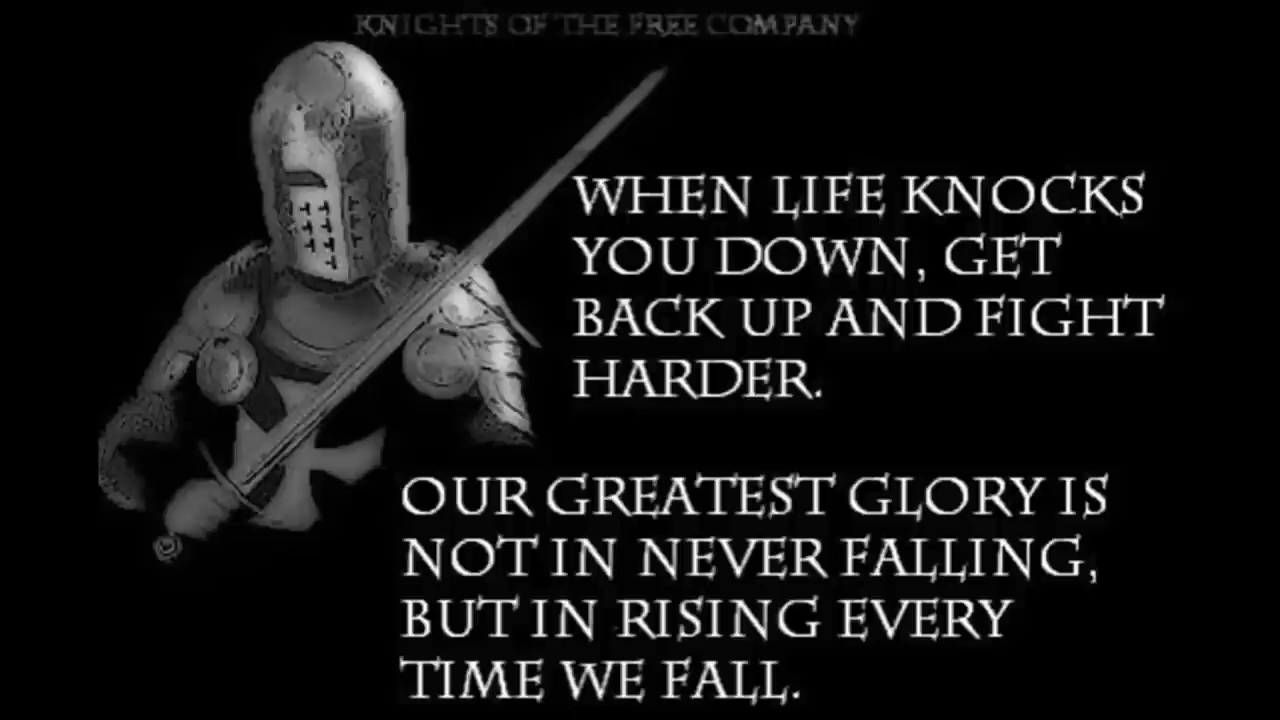 KNIGHTS OF THE FREE COMPANY
WHEN LIFE KNOCKS
YOU DOWN, GET
BACK UP AND FIGHT
HARDER.
OUR GREATEST GLORY IS
NOT IN NEVER FALLING,
BUT IN RISING EVERY
TIME WE FALL.